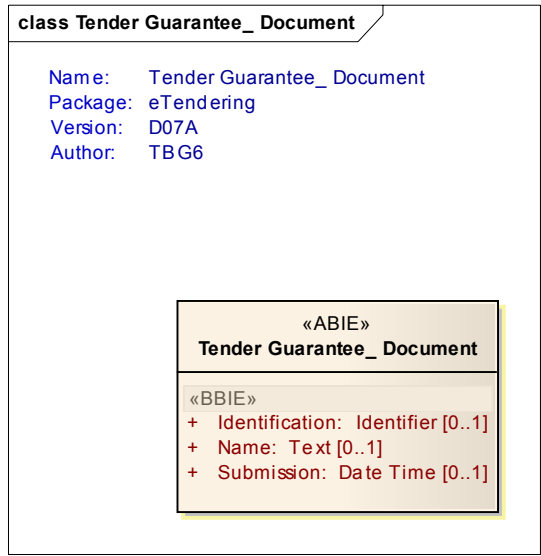 class Tender Guarantee_ Document
Name: Tender Guarantee_ Document
Package: eTendering
Version: D07A
Author: TBG6
«ABIE»
Tender Guarantee_ Document
«BBIE»
+ Identification: Identifier [0..1]
+ Name: Text [0..1]
+ Submission: Date Time [0..1]